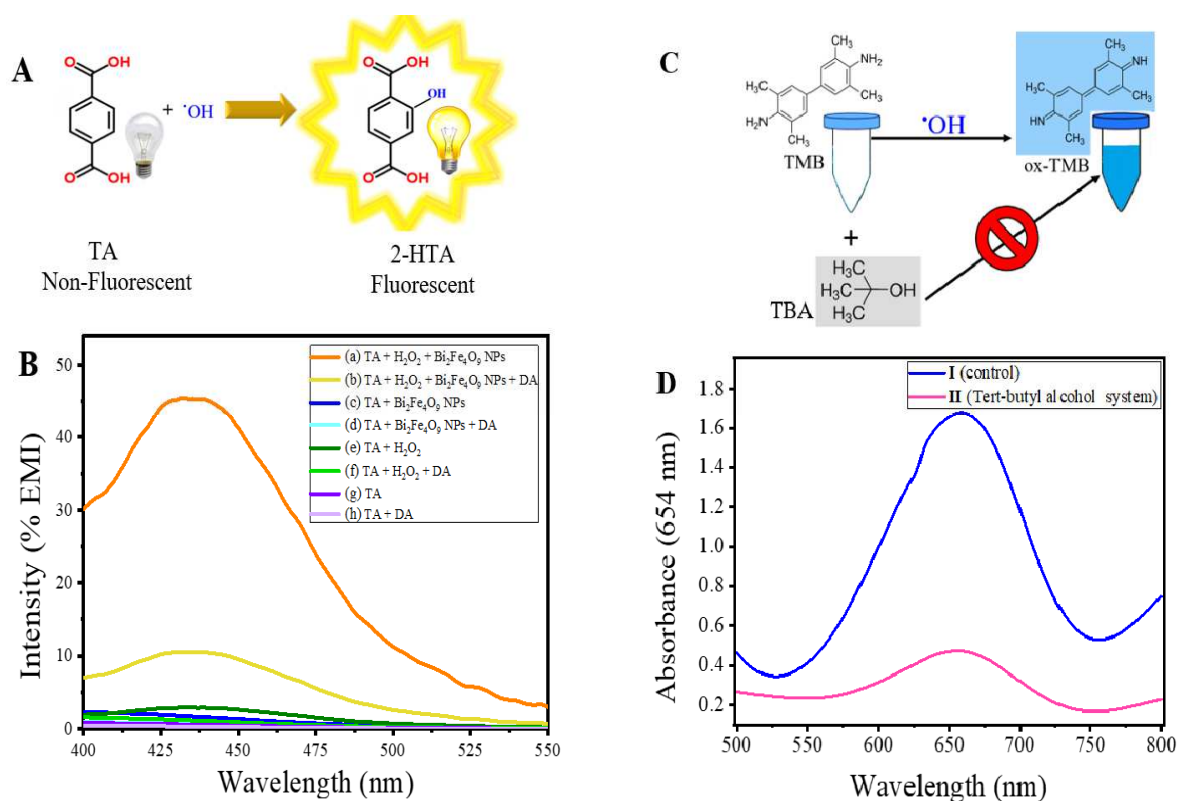 A
OH
O
+ •OH
O
OH
TA
Non-Fluorescent
O
OH
OH
O
OH
2-HTA
Fluorescent
B
Intensity (% EMI)
50
40
30
20
10
0
400
425
450
475
500
525
550
Wavelength (nm)
(a) TA + H₂O₂ + Bi₂Fe₄O₉ NPs
(b) TA + H₂O₂ + Bi₂Fe₄O₉ NPs + DA
(c) TA + Bi₂Fe₄O₉ NPs
(d) TA + Bi₂Fe₄O₉ NPs + DA
(e) TA + H₂O₂
(f) TA + H₂O₂ + DA
(g) TA
(h) TA + DA
C
CH₃
NH₂
H₃C
CH₃
H₂N
CH₃
TMB
•OH
CH₃
NH
H₃C
CH₃
HN
CH₃
ox-TMB
+
H₃C
H₃C
OH
H₃C
TBA
D
Absorbance (654 nm)
1.8
1.6
1.4
1.2
1.0
0.8
0.6
0.4
0.2
500
550
600
650
700
750
800
Wavelength (nm)
I (control)
II (Tert-butyl alcohol system)